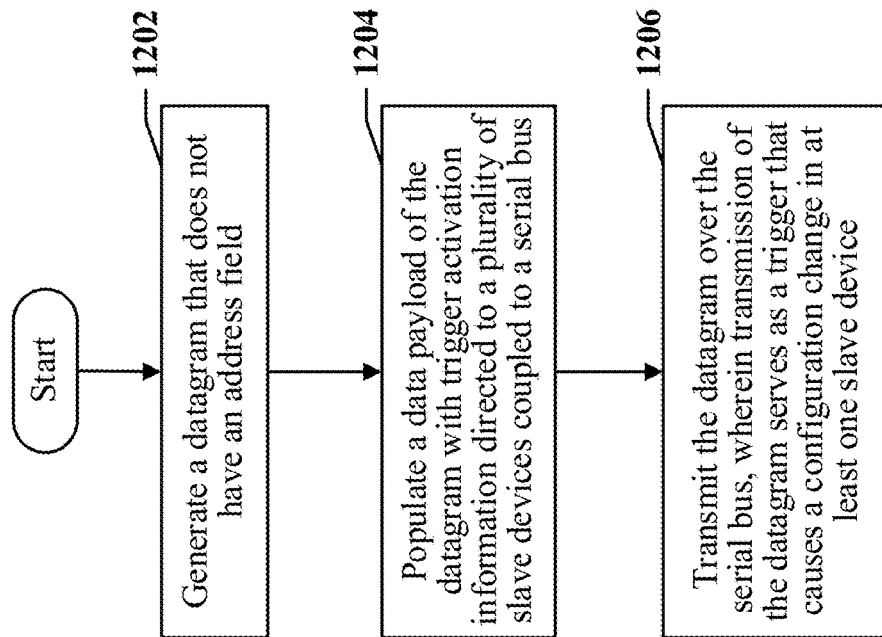 Start
1202
Generate a datagram that does not
have an address field
1204
Populate a data payload of the
datagram with trigger activation
information directed to a plurality of
slave devices coupled to a serial bus
1206
Transmit the datagram over the
serial bus, wherein transmission of
the datagram serves as a trigger that
causes a configuration change in at
least one slave device